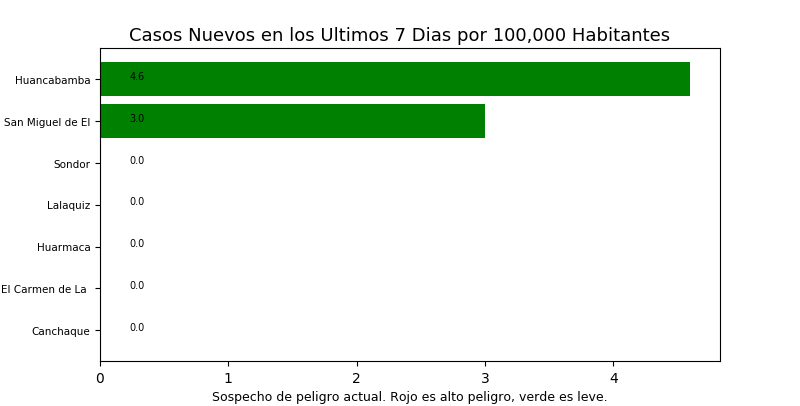 Casos Nuevos en los Ultimos 7 Dias por 100,000 Habitantes
Huancabamba 4.6
San Miguel de El 3.0
Sondor 0.0
Lalaquiz 0.0
Huarmaca 0.0
El Carmen de La 0.0
Canchaque 0.0
0 1 2 3 4
Sospecho de peligro actual. Rojo es alto peligro, verde es leve.